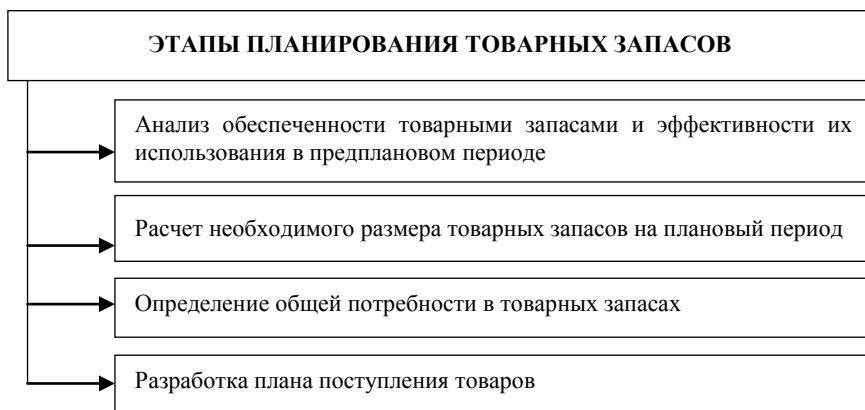 ЭТАПЫ ПЛАНИРОВАНИЯ ТОВАРНЫХ ЗАПАСОВ
Анализ обеспеченности товарными запасами и эффективности их
использования в предплановом периоде
Расчет необходимого размера товарных запасов на плановый период
Определение общей потребности в товарных запасах
Разработка плана поступления товаров